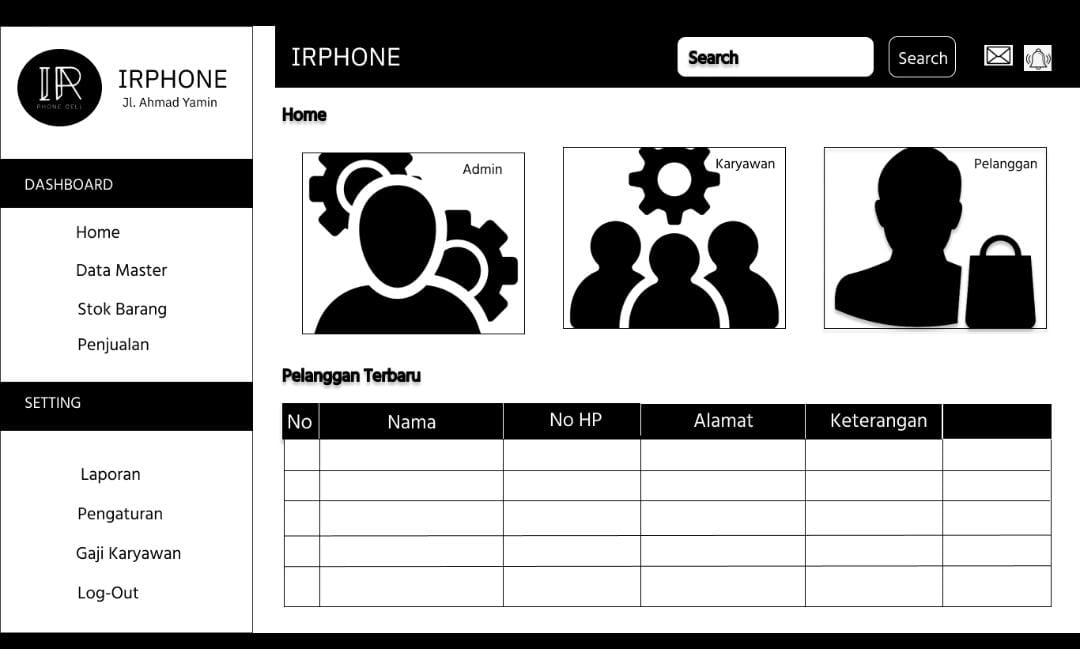 IR
PHONE CELL
IRPHONE
Jl. Ahmad Yamin
DASHBOARD
Home
Data Master
Stok Barang
Penjualan
SETTING
Laporan
Pengaturan
Gaji Karyawan
Log-Out
IRPHONE
Search
Search
Home
Admin
Karyawan
Pelanggan
Pelanggan Terbaru
No Nama No HP Alamat Keterangan